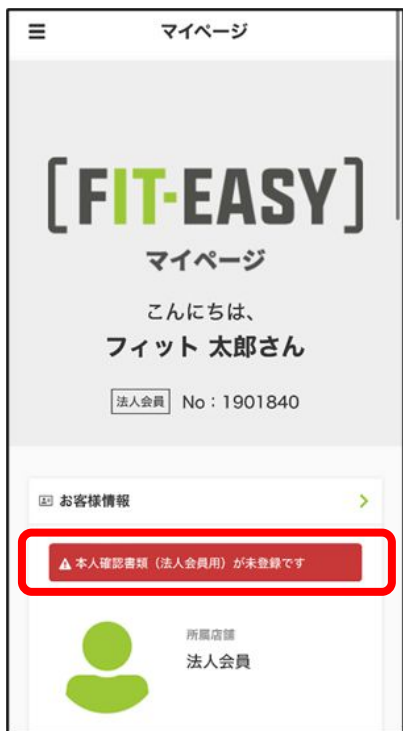 マイページ
[FIT-EASY]
マイページ
こんにちは、
フィット 太郎さん
法人会員 No：1901840
お客様情報
本人確認書類（法人会員用）が未登録です
所属店舗
法人会員